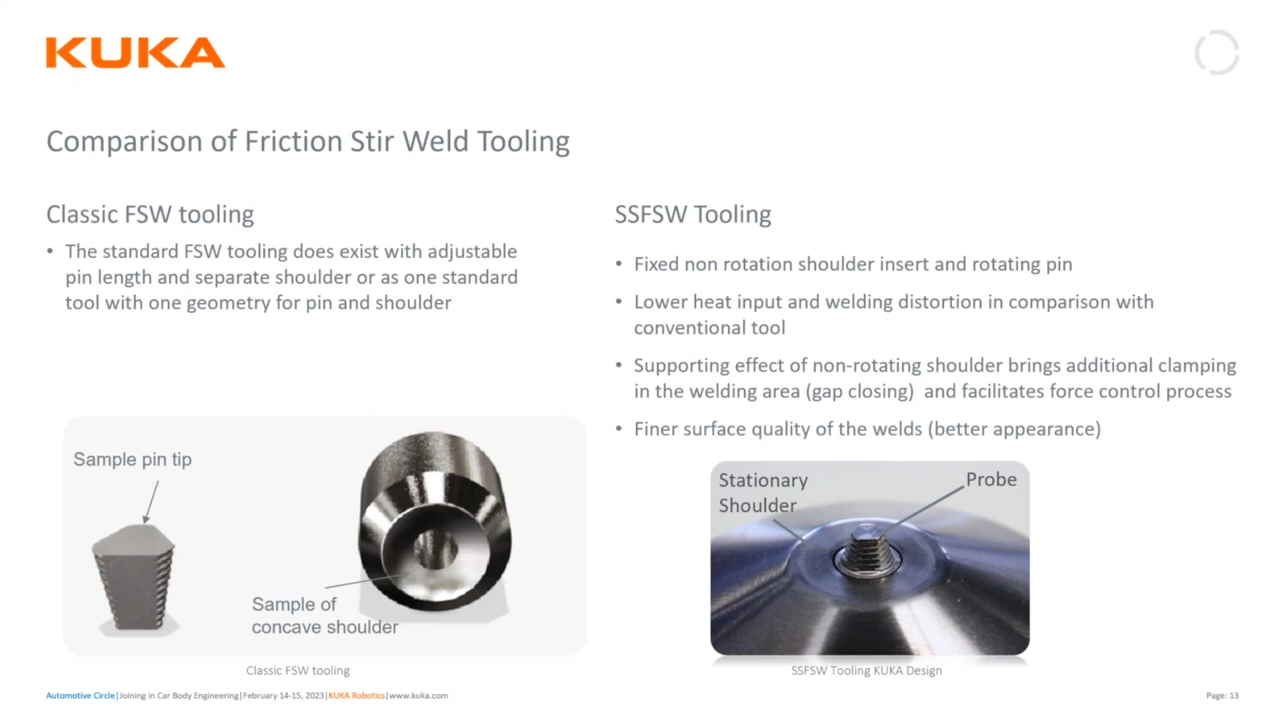 KUKA
Comparison of Friction Stir Weld Tooling
Classic FSW tooling
• The standard FSW tooling does exist with adjustable
pin length and separate shoulder or as one standard
tool with one geometry for pin and shoulder
Sample pin tip
Sample of
concave shoulder
Classic FSW tooling
SSFSW Tooling
• Fixed non rotation shoulder insert and rotating pin
• Lower heat input and welding distortion in comparison with
conventional tool
• Supporting effect of non-rotating shoulder brings additional clamping
in the welding area (gap closing)  and facilitates force control process
• Finer surface quality of the welds (better appearance)
Stationary
Shoulder
Probe
SSFSW Tooling KUKA Design
Automotive Circle|Joining in Car Body Engineering|February 14-15, 2023|KUKA Robotics|www.kuka.com
Page: 13